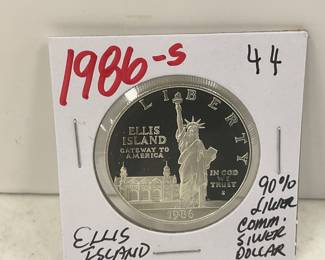 1986-S
44
LIBERTY
ELLIS
ISLAND
GATEWAY TO
AMERICA
IN GOD
WE
TRUST
S
1986
ELLIS
ISLAND
90%
SILVER
COMM.
SILVER
DOLLAR